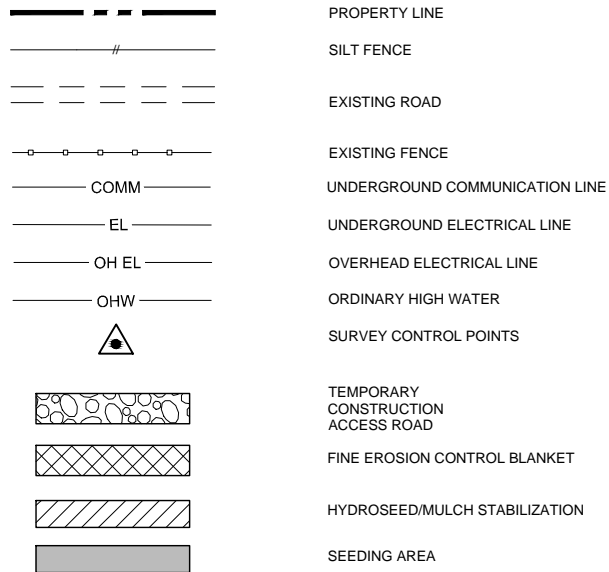 PROPERTY LINE
SILT FENCE
EXISTING ROAD
EXISTING FENCE
COMM UNDERGROUND COMMUNICATION LINE
EL UNDERGROUND ELECTRICAL LINE
OH EL OVERHEAD ELECTRICAL LINE
OHW ORDINARY HIGH WATER
SURVEY CONTROL POINTS
TEMPORARY
CONSTRUCTION
ACCESS ROAD
FINE EROSION CONTROL BLANKET
HYDROSEED/MULCH STABILIZATION
SEEDING AREA